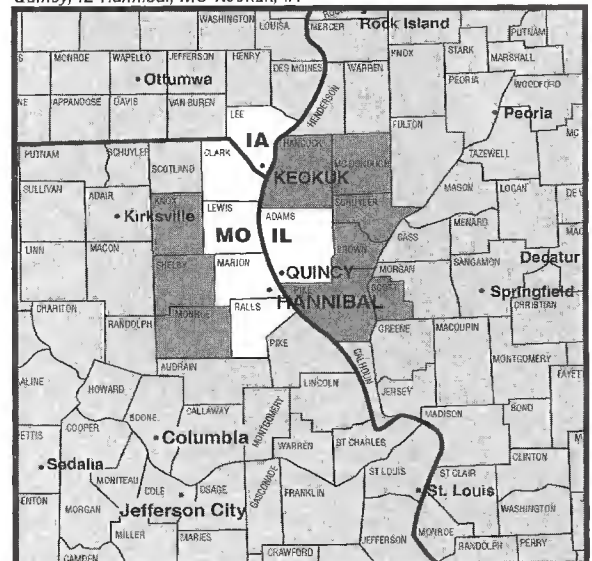 Quincy, IL-Hannibal, MO-Keokuk, IA
WASHINGTON LOUISA MERCER Rock Island
MONROE WAPELLO JEFFERSON HENRY KNOX STARK PUTNAM
MARSHALL
Ottumwa DES MOINES WARREN PEORIA WOODFORD
APPANOOSE DAVIS VAN BUREN HENDERSON Peoria
LEE FULTON
IA HANCOCK MCDONOUGH TAZEWELL
PUTNAM SCHUYLER SCOTLAND CLARK KEOKUK
SULLIVAN ADAIR KNOX LEWIS ADAMS SCHUYLER MASON LOGAN
Kirksville MENARD
MO IL BROWN CASS
LINN MACON SHELBY MARION QUINCY MORGAN SANGAMON Decatur
HANNIBAL PIKE SCOTT Springfield
CHARITON RANDOLPH MONROE RALLS CHRISTIAN
PIKE GREENE MACOUPIN
AUDRAIN CALHOUN MONTGOMERY
HOWARD LINCOLN JERSEY
BOONE CALLAWAY MONTGOMERY MADISON BOND
COOPER Columbia WARREN ST CHARLES
Sedalia CLINTON
MONITEAU COLE OSAGE GASCONADE FRANKLIN ST LOUIS ST CLAIR
St. Louis
MORGAN Jefferson City WASHINGTON
MILLER MARIES JEFFERSON MONROE
CAMDEN CRAWFORD RANDOLPH PERRY